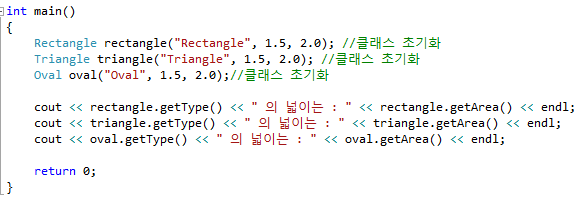 int main()
{
Rectangle rectangle("Rectangle", 1.5, 2.0); //클래스 초기화
Triangle triangle("Triangle", 1.5, 2.0); //클래스 초기화
Oval oval("Oval", 1.5, 2.0);//클래스 초기화
cout << rectangle.getType() << " 의 넓이는 : " << rectangle.getArea() << endl;
cout << triangle.getType() << " 의 넓이는 : " << triangle.getArea() << endl;
cout << oval.getType() << " 의 넓이는 : " << oval.getArea() << endl;
return 0;
}